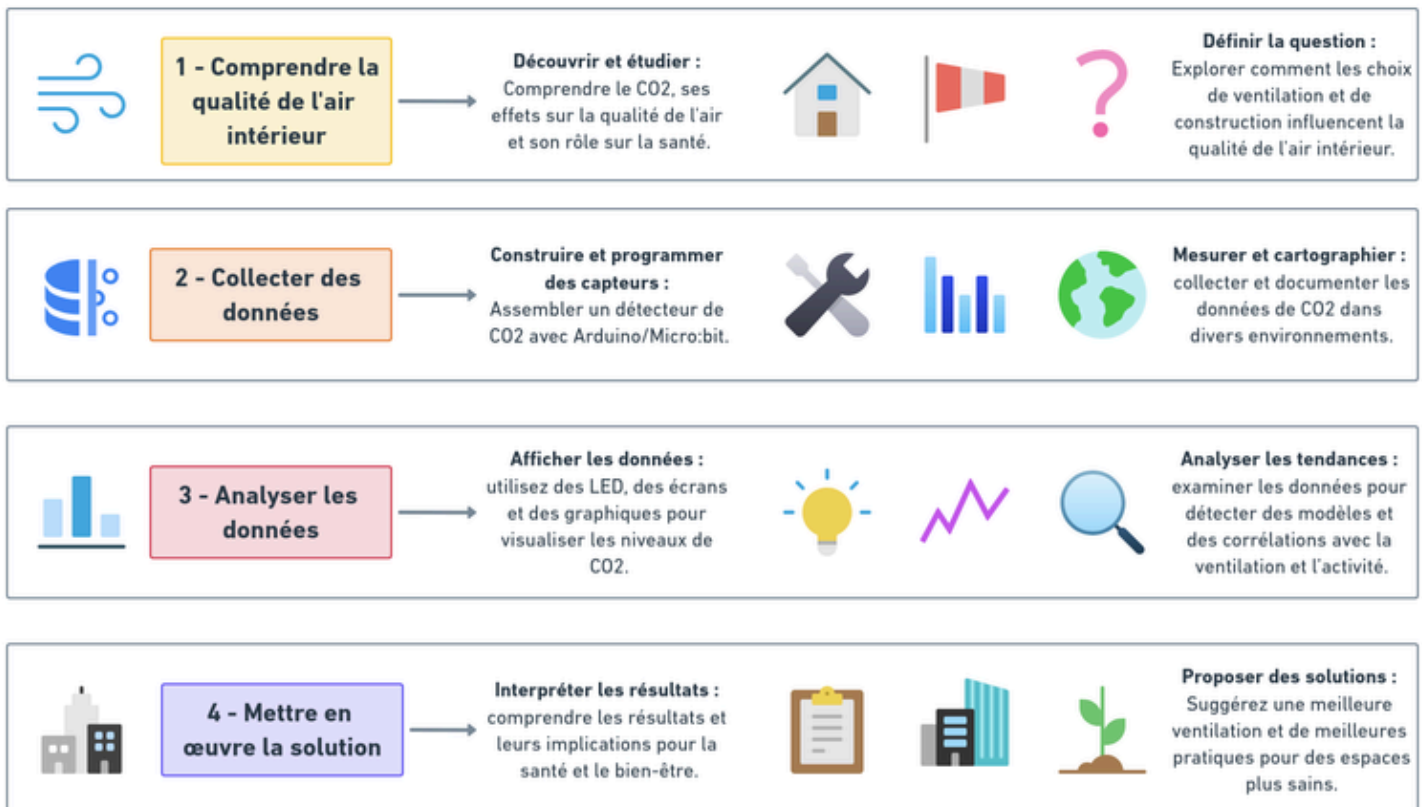 1 - Comprendre la
qualité de l'air
intérieur
Découvrir et étudier :
Comprendre le CO2, ses
effets sur la qualité de l'air
et son rôle sur la santé.
Définir la question :
Explorer comment les choix
de ventilation et de
construction influencent la
qualité de l'air intérieur.
2 - Collecter des
données
Construire et programmer
des capteurs :
Assembler un détecteur de
CO2 avec Arduino/Micro:bit.
Mesurer et cartographier :
collecter et documenter les
données de CO2 dans
divers environnements.
3 - Analyser les
données
Afficher les données :
utilisez des LED, des écrans
et des graphiques pour
visualiser les niveaux de
CO2.
Analyser les tendances :
examiner les données pour
détecter des modèles et
des corrélations avec la
ventilation et l'activité.
4 - Mettre en
œuvre la solution
Interpréter les résultats :
comprendre les résultats et
leurs implications pour la
santé et le bien-être.
Proposer des solutions :
Suggérez une meilleure
ventilation et de meilleures
pratiques pour des espaces
plus sains.